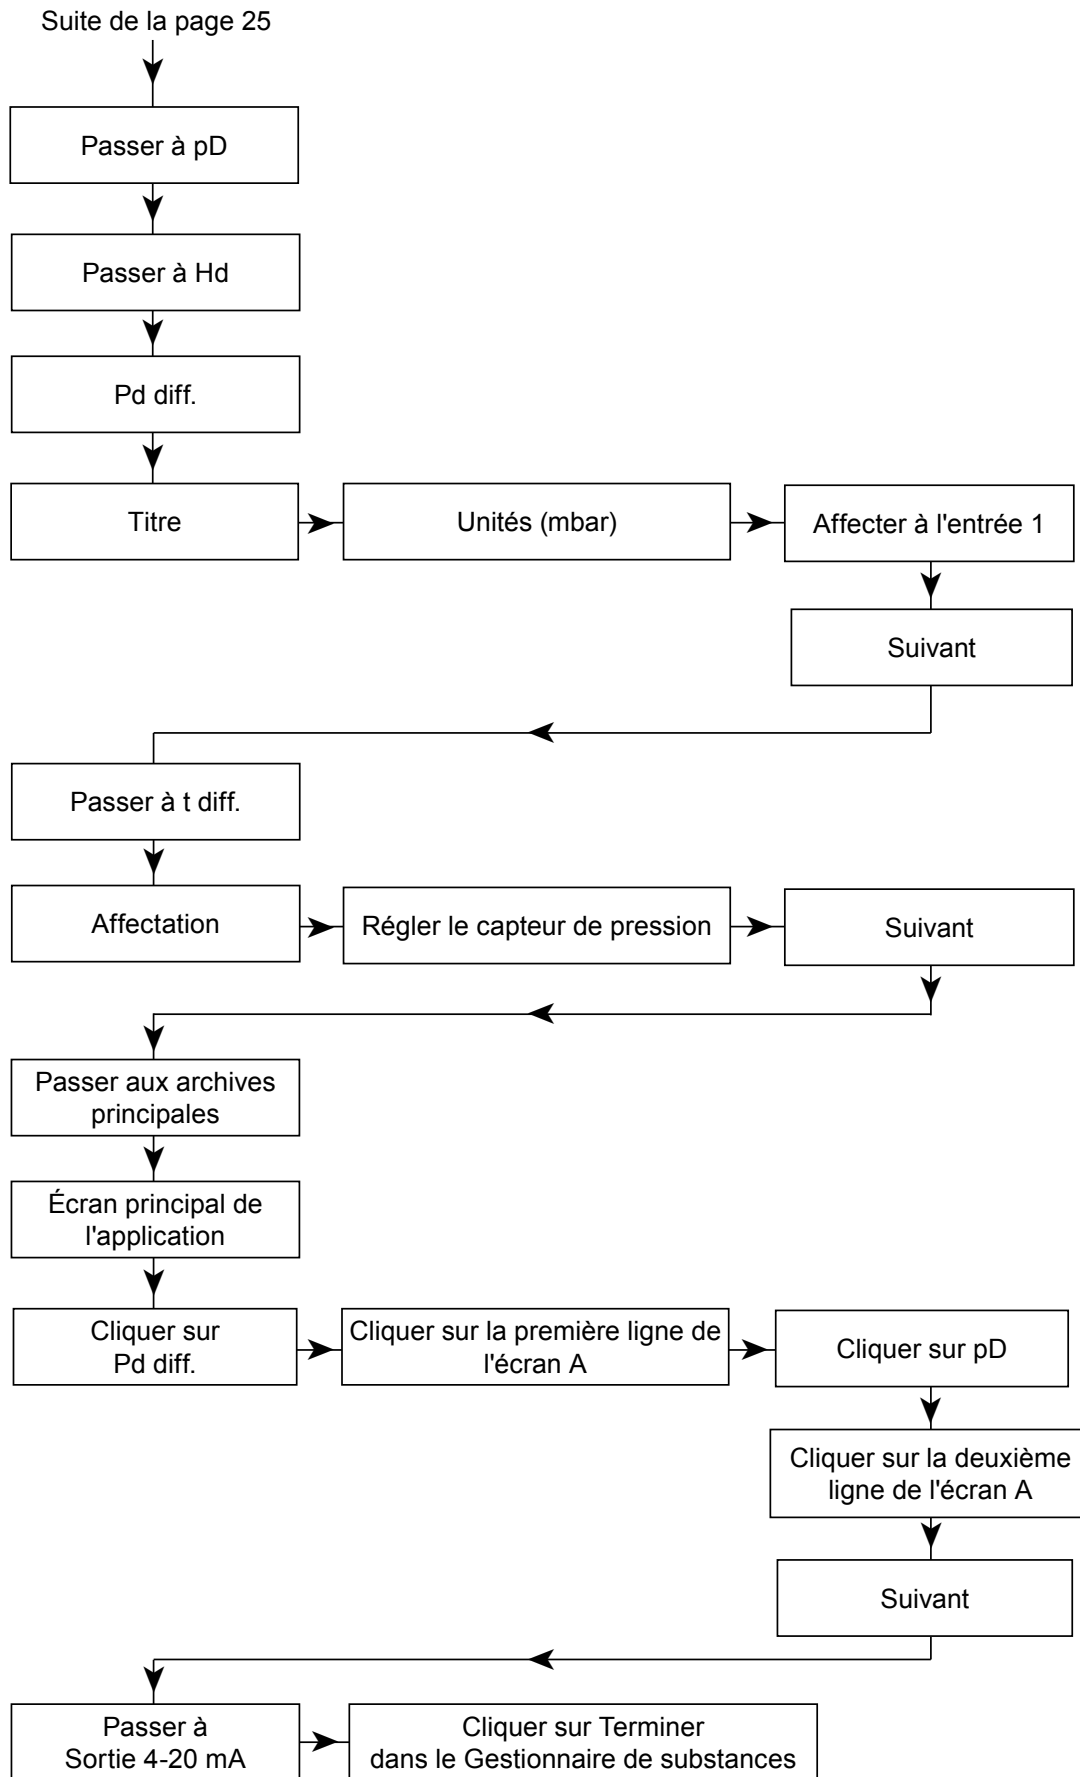 Suite de la page 25
Passer à pD
Passer à Hd
Pd diff.
Titre
Unités (mbar)
Affecter à l'entrée 1
Suivant
Passer à t diff.
Affectation
Régler le capteur de pression
Suivant
Passer aux archives
principales
Écran principal de
l'application
Cliquer sur
Pd diff.
Cliquer sur la première ligne de
l'écran A
Cliquer sur pD
Cliquer sur la deuxième
ligne de l'écran A
Suivant
Passer à
Sortie 4-20 mA
Cliquer sur Terminer
dans le Gestionnaire de substances